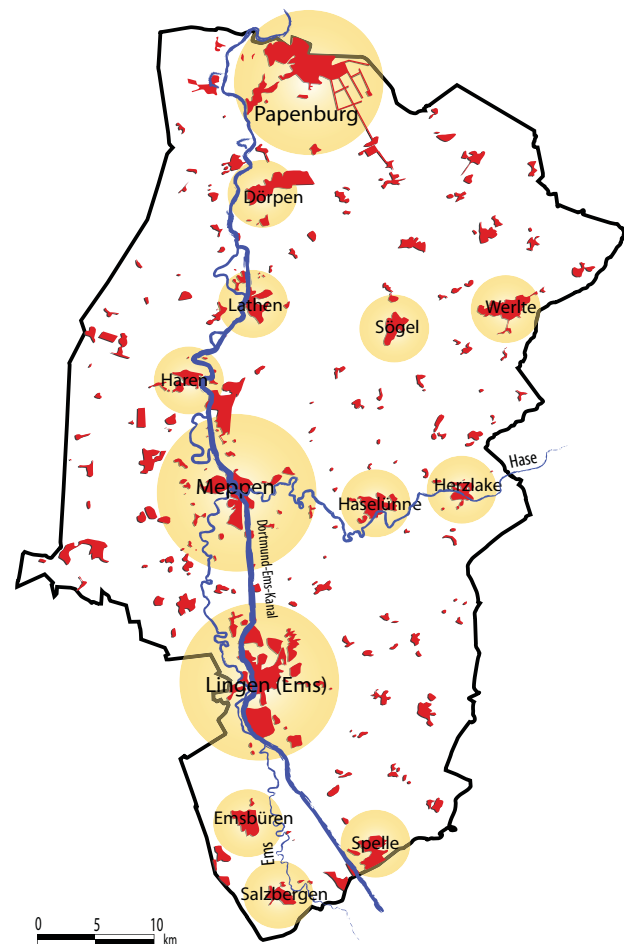 Papenburg
Dörpen
Lathen
Sögel
Werlte
Haren
Meppen
Haselünne
Herzlake
Hase
Dortmund-Ems-Kanal
Lingen (Ems)
Emsbüren
Ems
Spelle
Salzbergen
0 5 10
km